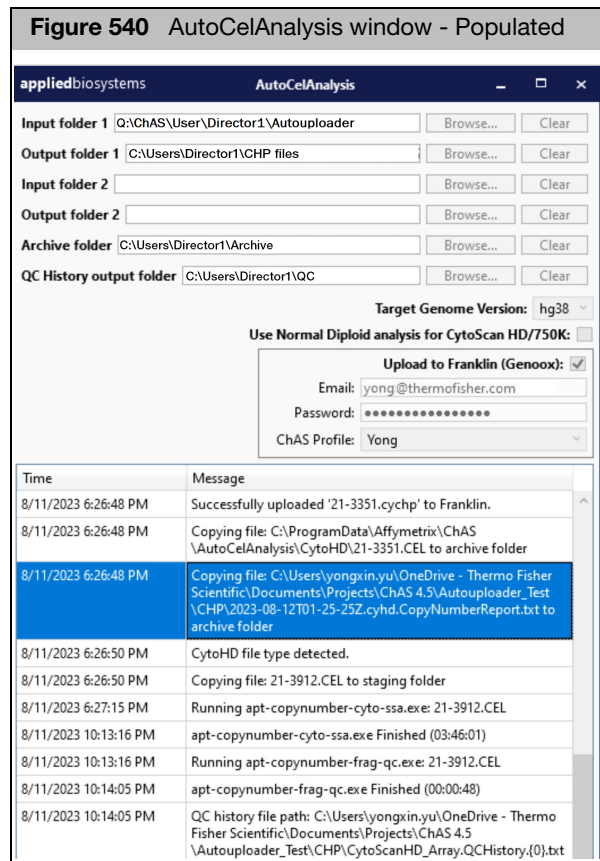 Figure 540 AutoCelAnalysis window - Populated
appliedbiosystems AutoCelAnalysis
Input folder 1 Q:\ChAS\User\Director1\Autouploader Browse... Clear
Output folder 1 C:\Users\Director1\CHP files Browse... Clear
Input folder 2 Browse... Clear
Output folder 2 Browse... Clear
Archive folder C:\Users\Director1\Archive Browse... Clear
QC History output folder C:\Users\Director1\QC Browse... Clear
Target Genome Version: hg38
Use Normal Diploid analysis for CytoScan HD/750K:
Upload to Franklin (Genoox):
Email: yong@thermofisher.com
Password: ●●●●●●●●●●●●●●●●
ChAS Profile: Yong
Time Message
8/11/2023 6:26:48 PM Successfully uploaded '21-3351.cychp' to Franklin.
8/11/2023 6:26:48 PM Copying file: C:\ProgramData\Affymetrix\ChAS
\AutoCelAnalysis\CytoHD\21-3351.CEL to archive folder
8/11/2023 6:26:48 PM Copying file: C:\Users\yongxin.yu\OneDrive - Thermo Fisher
Scientific\Documents\Projects\ChAS 4.5\Autouploader_Test
\CHP\2023-08-12T01-25-25Z.cyhd.CopyNumberReport.txt to
archive folder
8/11/2023 6:26:50 PM CytoHD file type detected.
8/11/2023 6:26:50 PM Copying file: 21-3912.CEL to staging folder
8/11/2023 6:27:15 PM Running apt-copynumber-cyto-ssa.exe: 21-3912.CEL
8/11/2023 10:13:16 PM apt-copynumber-cyto-ssa.exe Finished (03:46:01)
8/11/2023 10:13:16 PM Running apt-copynumber-frag-qc.exe: 21-3912.CEL
8/11/2023 10:14:05 PM apt-copynumber-frag-qc.exe Finished (00:00:48)
8/11/2023 10:14:05 PM QC history file path: C:\Users\yongxin.yu\OneDrive - Thermo
Fisher Scientific\Documents\Projects\ChAS 4.5
\Autouploader_Test\CHP\CytoScanHD_Array.QCHistory.{0}.txt